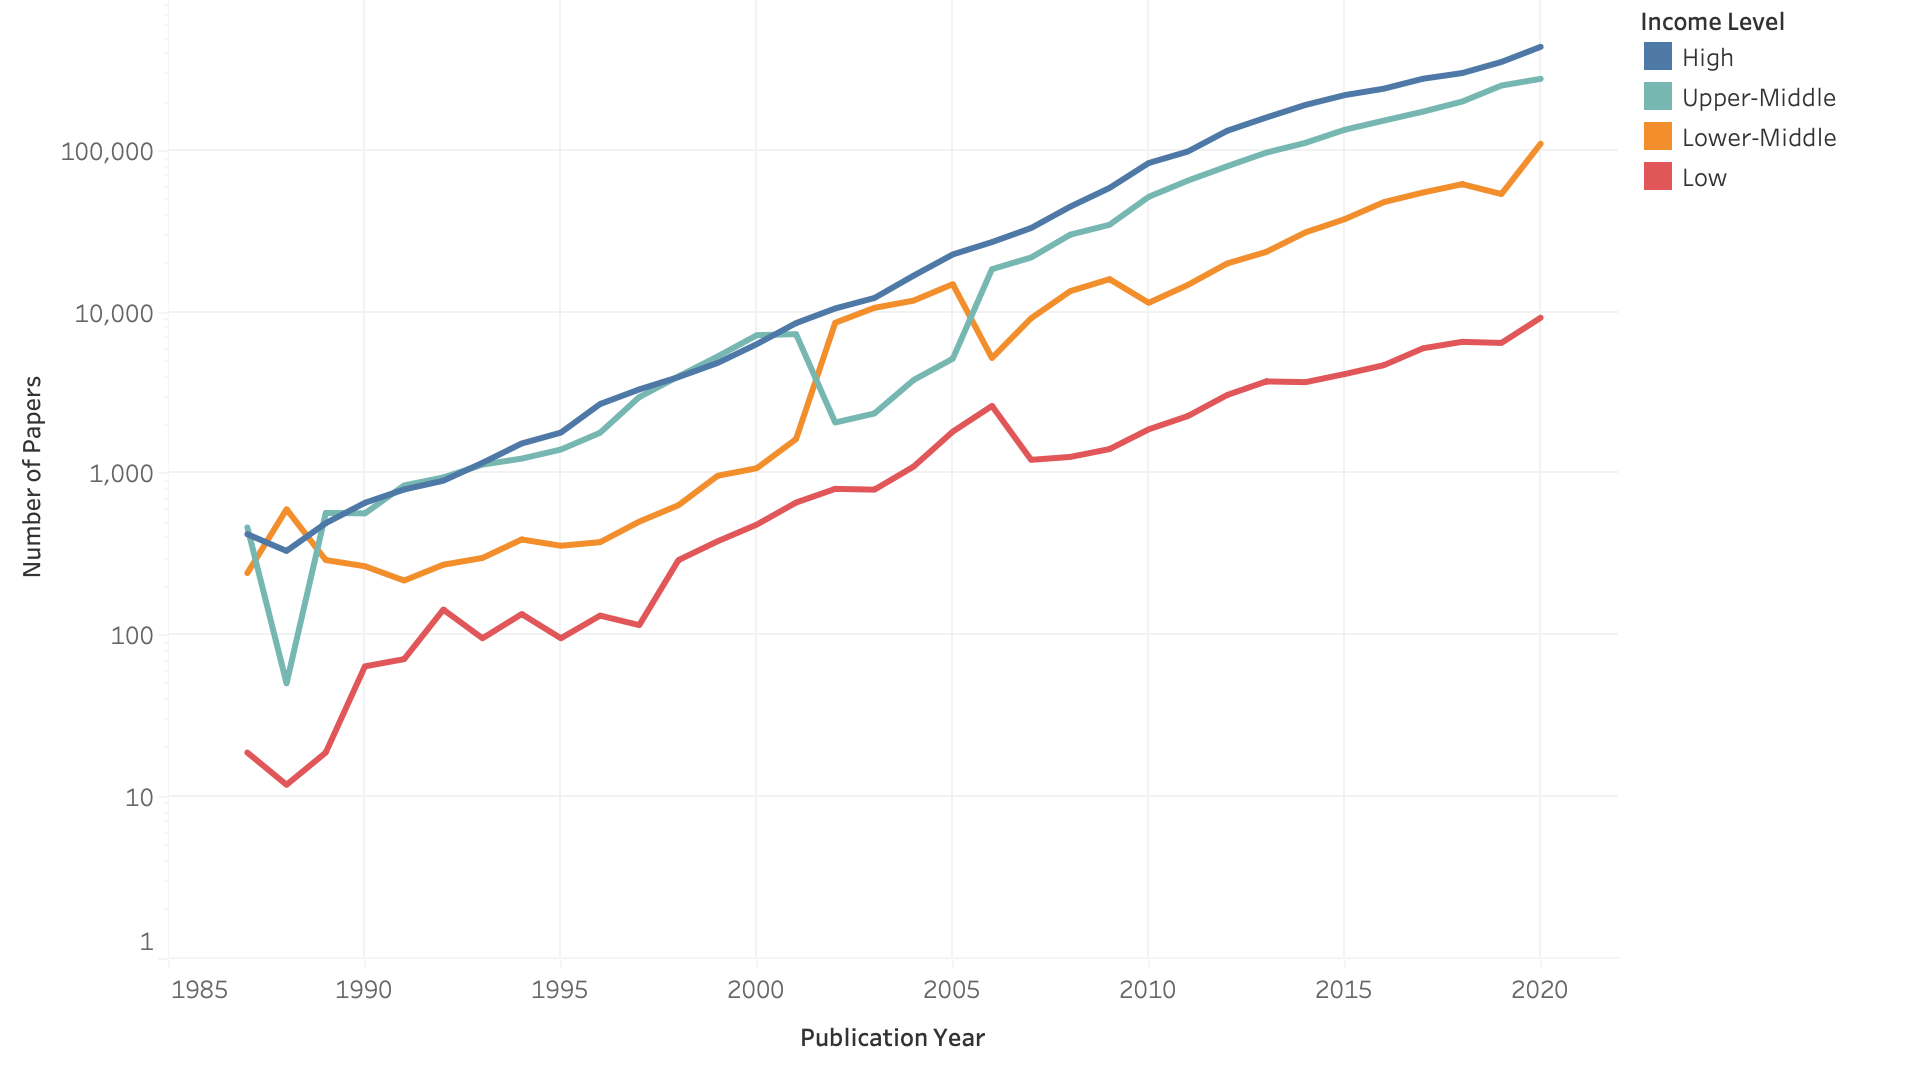 Income Level
High
Upper-Middle
Lower-Middle
Low
Number of Papers
100,000
10,000
1,000
100
10
1
1985 1990 1995 2000 2005 2010 2015 2020
Publication Year